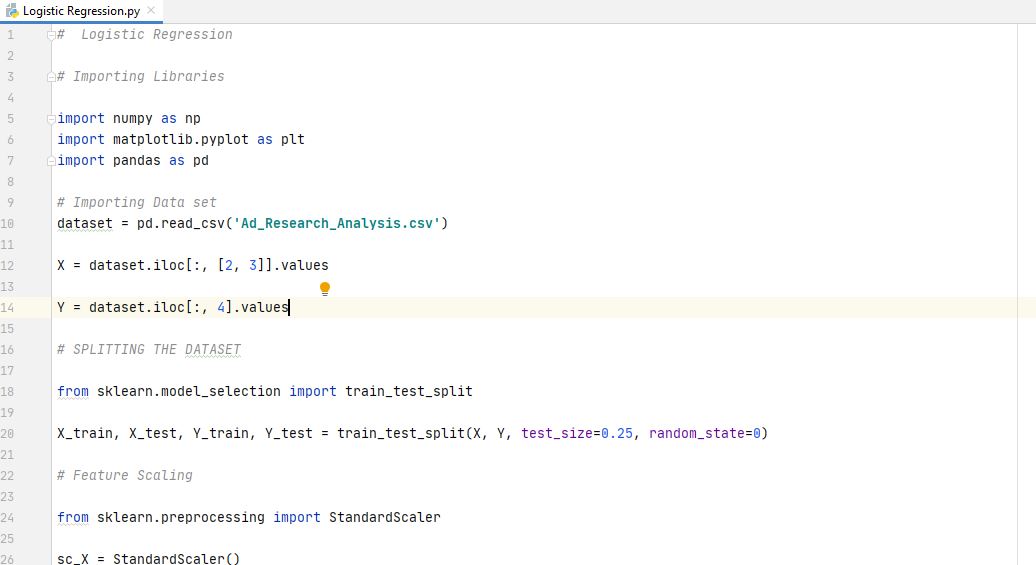 Logistic Regression.py
1 #  Logistic Regression
2
3 # Importing Libraries
4
5 import numpy as np
6 import matplotlib.pyplot as plt
7 import pandas as pd
8
9 # Importing Data set
10 dataset = pd.read_csv('Ad_Research_Analysis.csv')
11
12 X = dataset.iloc[:, [2, 3]].values
13
14 Y = dataset.iloc[:, 4].values
15
16 # SPLITTING THE DATASET
17
18 from sklearn.model_selection import train_test_split
19
20 X_train, X_test, Y_train, Y_test = train_test_split(X, Y, test_size=0.25, random_state=0)
21
22 # Feature Scaling
23
24 from sklearn.preprocessing import StandardScaler
25
26 sc_X = StandardScaler()